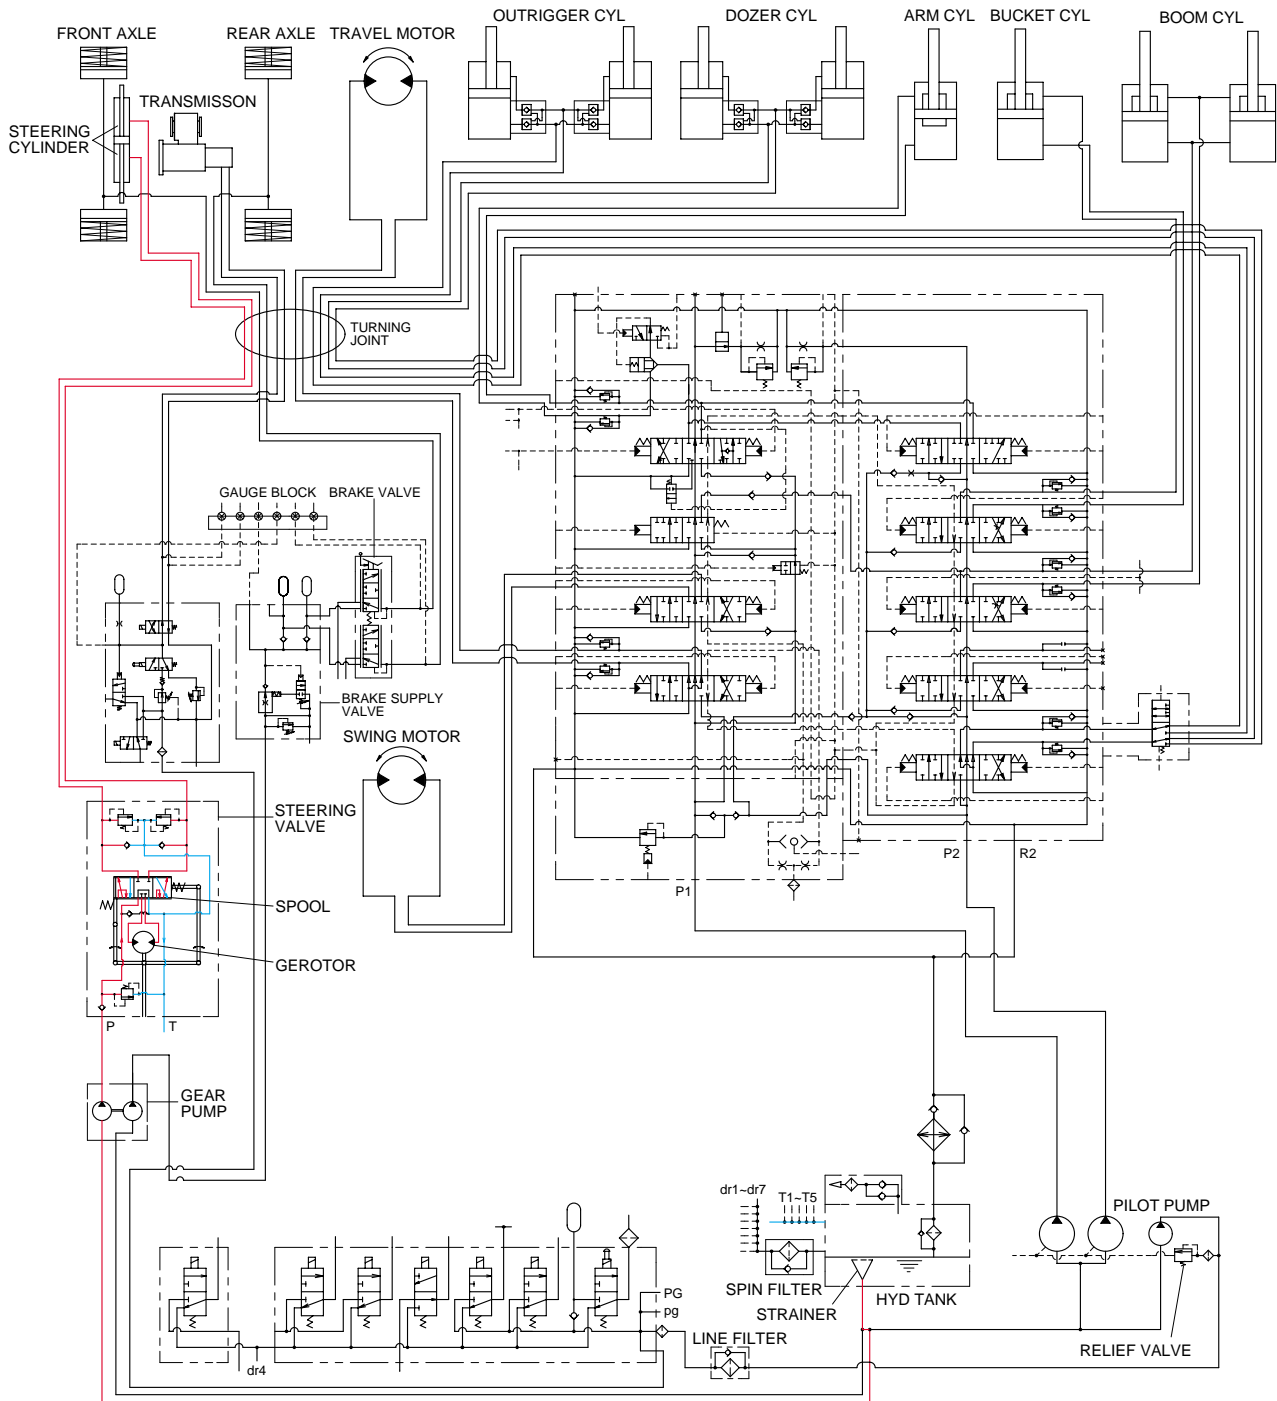 OUTRIGGER CYL
DOZER CYL
ARM CYL
BUCKET CYL
BOOM CYL
FRONT AXLE
REAR AXLE
TRAVEL MOTOR
TRANSMISSON
STEERING
CYLINDER
TURNING
JOINT
GAUGE BLOCK
BRAKE VALVE
BRAKE SUPPLY
VALVE
SWING MOTOR
STEERING
VALVE
P2
R2
P1
SPOOL
GEROTOR
P
T
GEAR
PUMP
dr1~dr7
T1~T5
PILOT PUMP
SPIN FILTER
STRAINER
HYD TANK
PG
pg
LINE FILTER
RELIEF VALVE
dr4